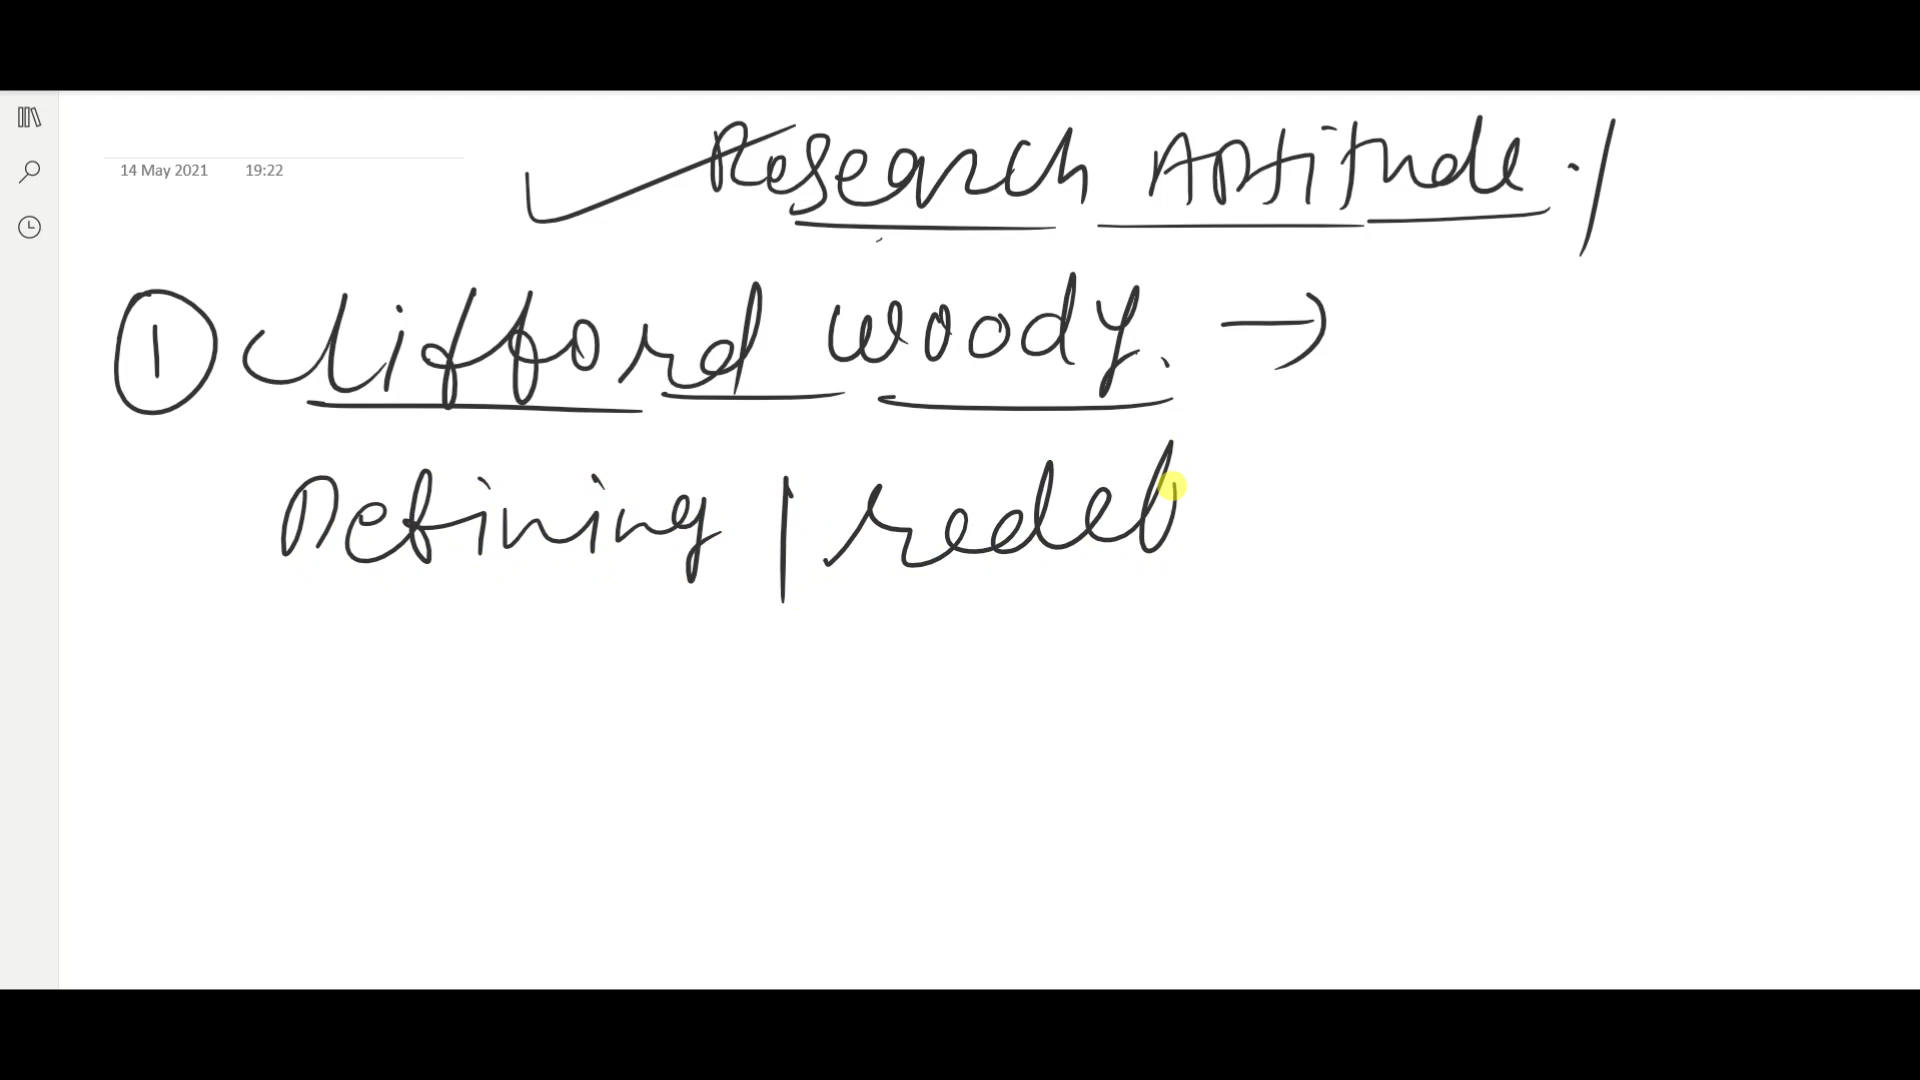 14 May 2021 19:22
Research Aptitude
① Clifford woody. →
Defining | redef